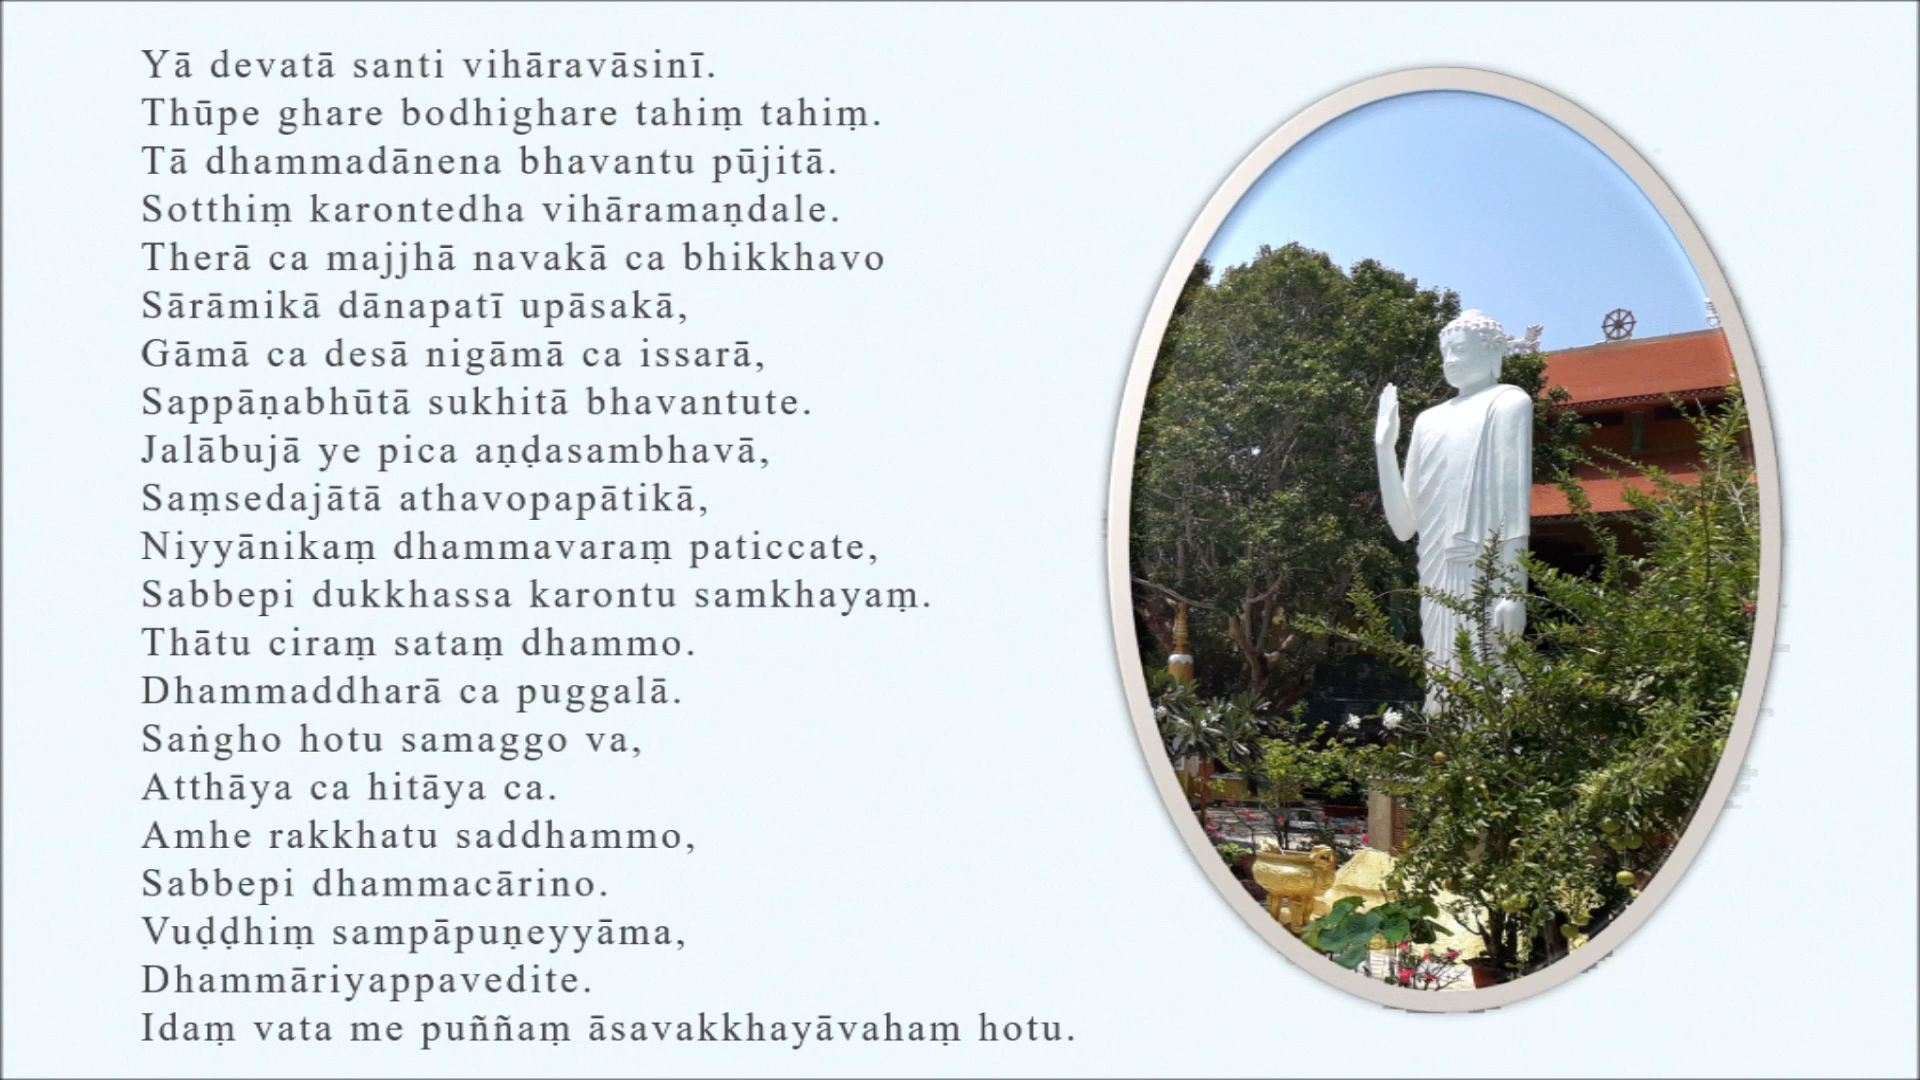 Yā devatā santi vihāravāsinī.
Thūpe ghare bodhighare tahiṃ tahiṃ.
Tā dhammadānena bhavantu pūjitā.
Sotthiṃ karontedha vihāramaṇdale.
Therā ca majjhā navakā ca bhikkhavo
Sārāmikā dānapatī upāsakā,
Gāmā ca desā nigāmā ca issarā,
Sappāṇabhūtā sukhitā bhavantute.
Jalābujā ye pica aṇḍasambhavā,
Saṃsedajātā athavopapātikā,
Niyyānikaṃ dhammavaraṃ paticcate,
Sabbepi dukkhassa karontu samkhayaṃ.
Thātu ciraṃ sataṃ dhammo.
Dhammaddharā ca puggalā.
Saṅgho hotu samaggo va,
Atthāya ca hitāya ca.
Amhe rakkhatu saddhammo,
Sabbepi dhammacārino.
Vuḍḍhiṃ sampāpuṇeyyāma,
Dhammāriyappavedite.
Idaṃ vata me puññaṃ āsavakkhayāvahaṃ hotu.